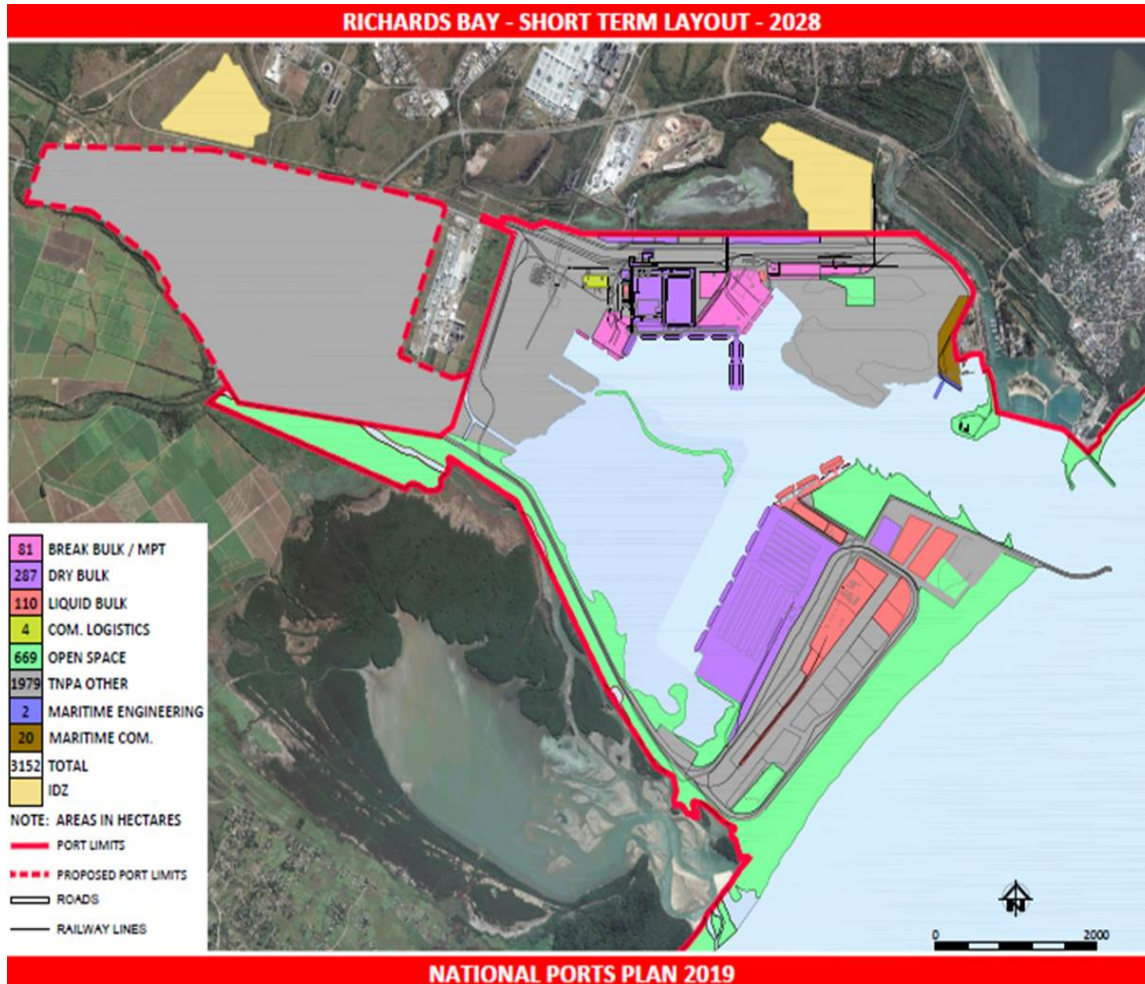 RICHARDS BAY - SHORT TERM LAYOUT - 2028
81 BREAK BULK / MPT
287 DRY BULK
110 LIQUID BULK
4 COM. LOGISTICS
669 OPEN SPACE
1979 TNPA OTHER
2 MARITIME ENGINEERING
20 MARITIME COM.
3152 TOTAL
IDZ
NOTE: AREAS IN HECTARES
PORT LIMITS
PROPOSED PORT LIMITS
ROADS
RAILWAY LINES
N
0 2000
NATIONAL PORTS PLAN 2019